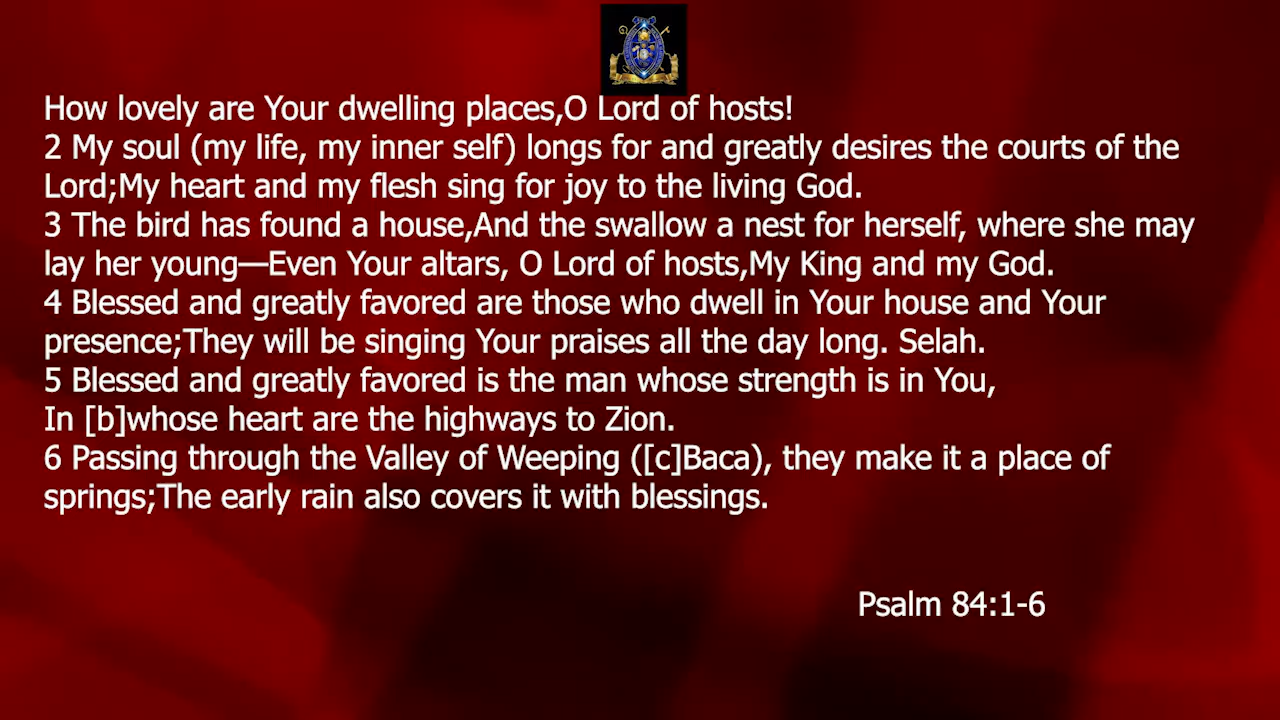 How lovely are Your dwelling places,O Lord of hosts!
2 My soul (my life, my inner self) longs for and greatly desires the courts of the
Lord;My heart and my flesh sing for joy to the living God.
3 The bird has found a house,And the swallow a nest for herself, where she may
lay her young—Even Your altars, O Lord of hosts,My King and my God.
4 Blessed and greatly favored are those who dwell in Your house and Your
presence;They will be singing Your praises all the day long. Selah.
5 Blessed and greatly favored is the man whose strength is in You,
In [b]whose heart are the highways to Zion.
6 Passing through the Valley of Weeping ([c]Baca), they make it a place of
springs;The early rain also covers it with blessings.
Psalm 84:1-6